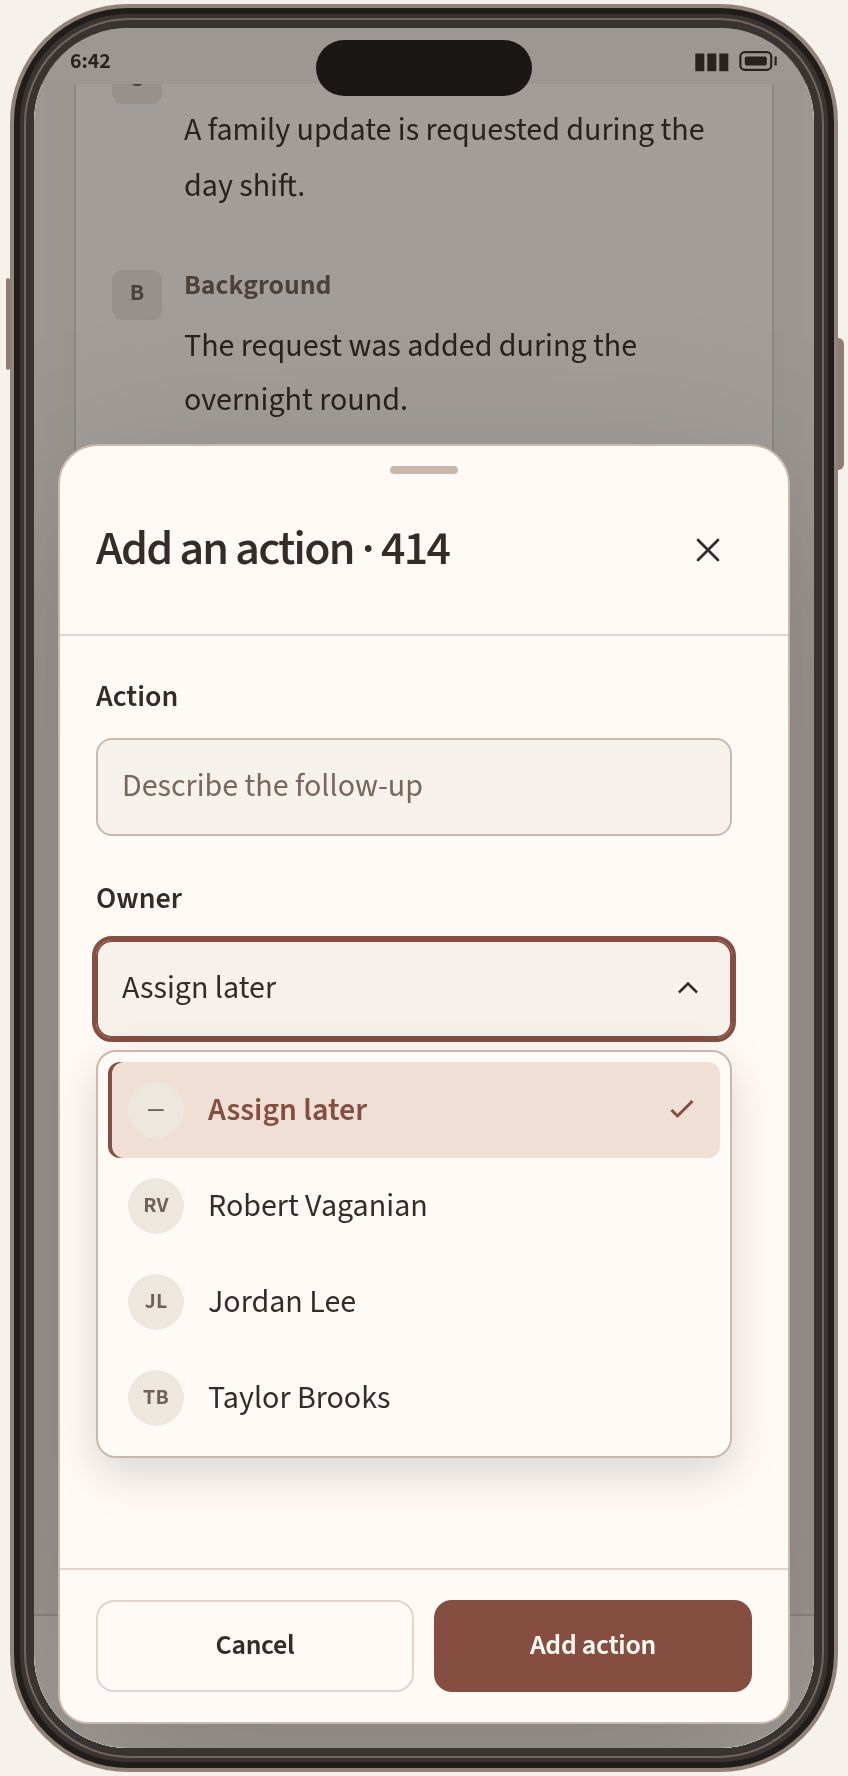 6:42
A family update is requested during the
day shift.
B
Background
The request was added during the
overnight round.
Add an action · 414
Action
Describe the follow-up
Owner
Assign later
— Assign later
RV Robert Vaganian
JL Jordan Lee
TB Taylor Brooks
Cancel
Add action